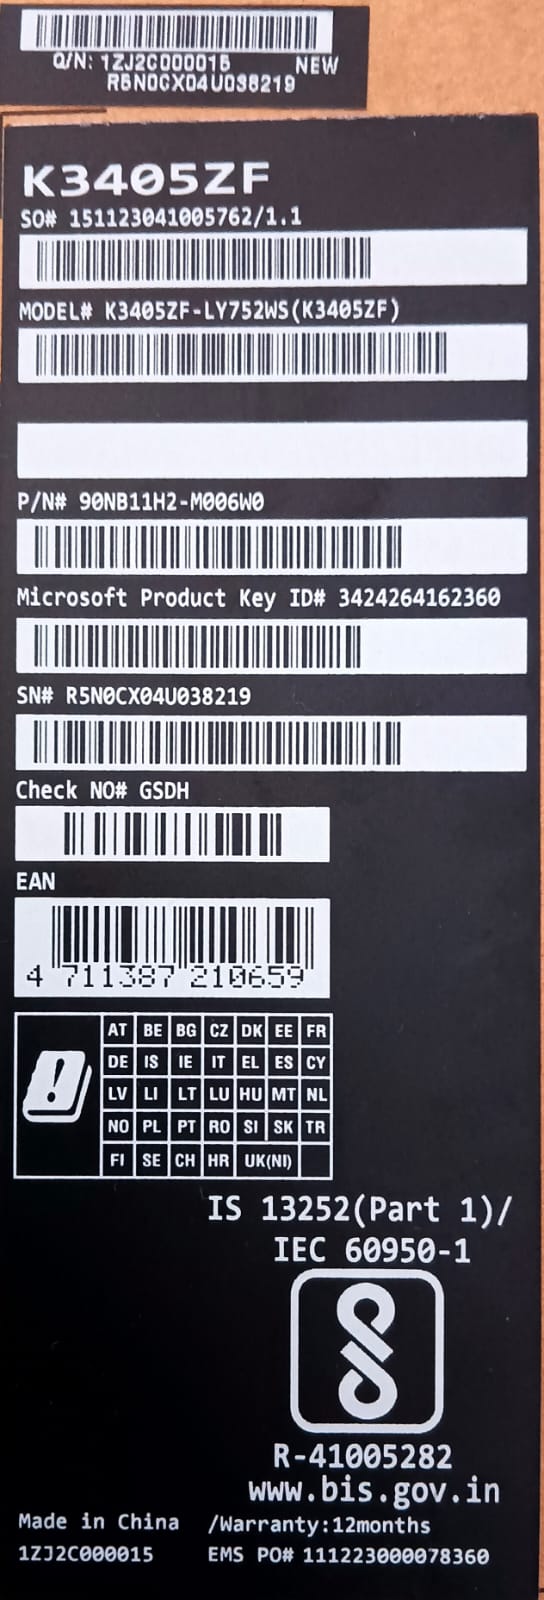 Q/N: 1ZJ2C000015 NEW
R5N0CX04U038219
K3405ZF
SO# 151123041005762/1.1
MODEL# K3405ZF-LY752WS(K3405ZF)
P/N# 90NB11H2-M006W0
Microsoft Product Key ID# 3424264162360
SN# R5N0CX04U038219
Check NO# GSDH
EAN
4 711387 210659
AT BE BG CZ DK EE FR
DE IS IE IT EL ES CY
LV LI LT LU HU MT NL
NO PL PT RO SI SK TR
FI SE CH HR UK(NI)
IS 13252(Part 1)/
IEC 60950-1
R-41005282
www.bis.gov.in
Made in China /Warranty:12months
1ZJ2C000015 EMS PO# 111223000078360